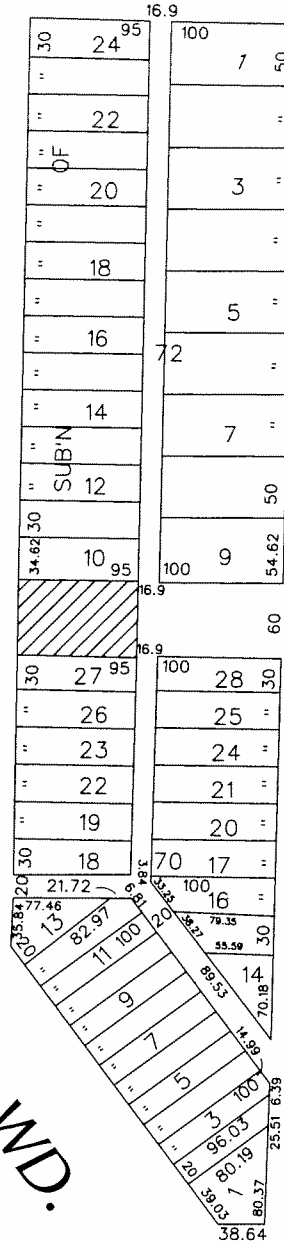 16.9
30 24 95 100 1 50
"
" 22 "
" OF
" 20 3 "
"
" 18 "
"
" 16 5 "
72
" "
" 14
" 7 "
SUB'N
" 12
30 50
34.62 10 95 100 9 54.62
16.9
60
16.9
30 27 95 100 28 30
" 26 25 "
" 23 24 "
" 22 21 "
" 19 20 "
30 18 3.84 70 17 "
20 21.72 6.81 33.25 100 16
77.46 20 38.27 79.35
35.84 13 82.97 55.59 30
20 11 100 14
" 89.53 70.18
" 9
"
" 7 14.99
"
" 5
" 100 6.39
" 3
" 96.03 25.51
20 80.19
39.03 1 80.37
38.64
WD.